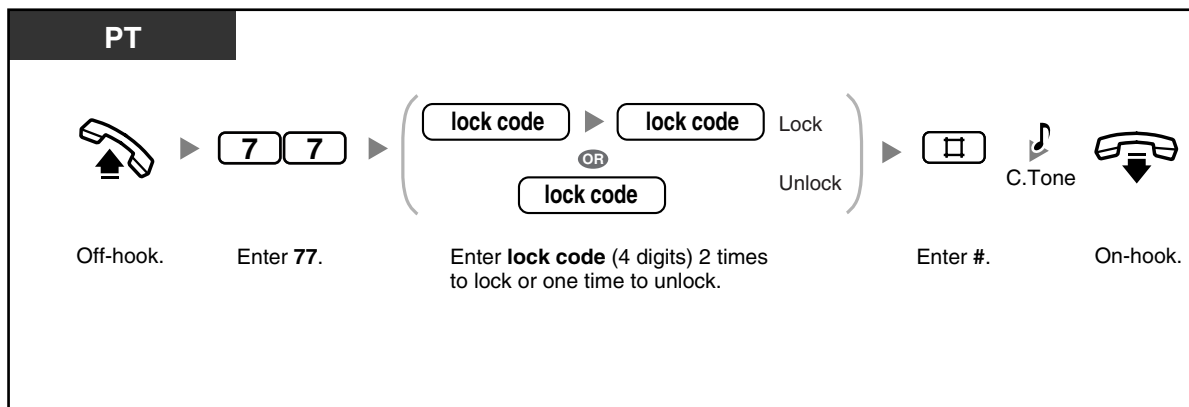 PT
lock code lock code Lock
7 7 OR # C.Tone
lock code Unlock
Off-hook. Enter 77. Enter lock code (4 digits) 2 times Enter #. On-hook.
to lock or one time to unlock.